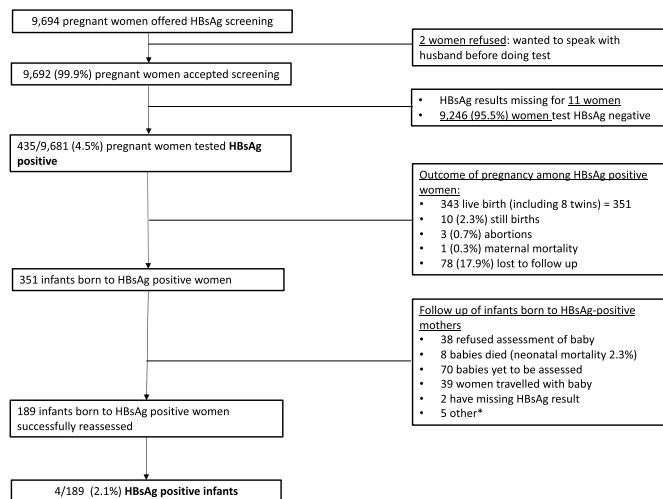 9,694 pregnant women offered HBsAg screening
2 women refused: wanted to speak with
husband before doing test
9,692 (99.9%) pregnant women accepted screening
• HBsAg results missing for 11 women
• 9,246 (95.5%) women test HBsAg negative
435/9,681 (4.5%) pregnant women tested HBsAg
positive
Outcome of pregnancy among HBsAg positive
women:
• 343 live birth (including 8 twins) = 351
• 10 (2.3%) still births
• 3 (0.7%) abortions
• 1 (0.3%) maternal mortality
• 78 (17.9%) lost to follow up
351 infants born to HBsAg positive women
Follow up of infants born to HBsAg-positive
mothers
• 38 refused assessment of baby
• 8 babies died (neonatal mortality 2.3%)
• 70 babies yet to be assessed
• 39 women travelled with baby
• 2 have missing HBsAg result
• 5 other*
189 infants born to HBsAg positive women
successfully reassessed
4/189 (2.1%) HBsAg positive infants